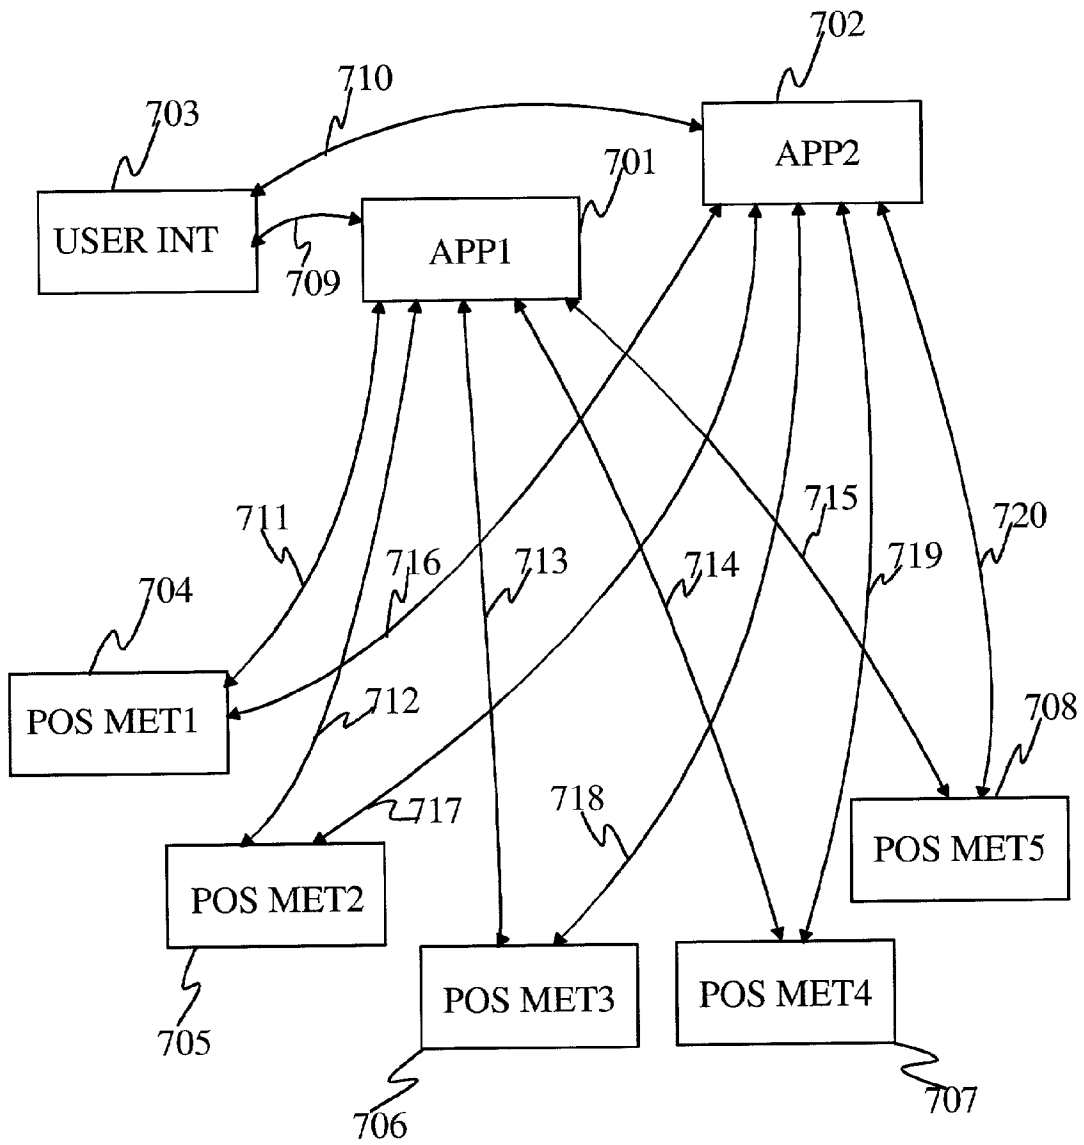 702
710
703
APP2
701
USER INT
APP1
709
711
715
720
716
713
714
719
704
712
708
POS MET1
717
718
POS MET5
POS MET2
POS MET3
POS MET4
705
706
707